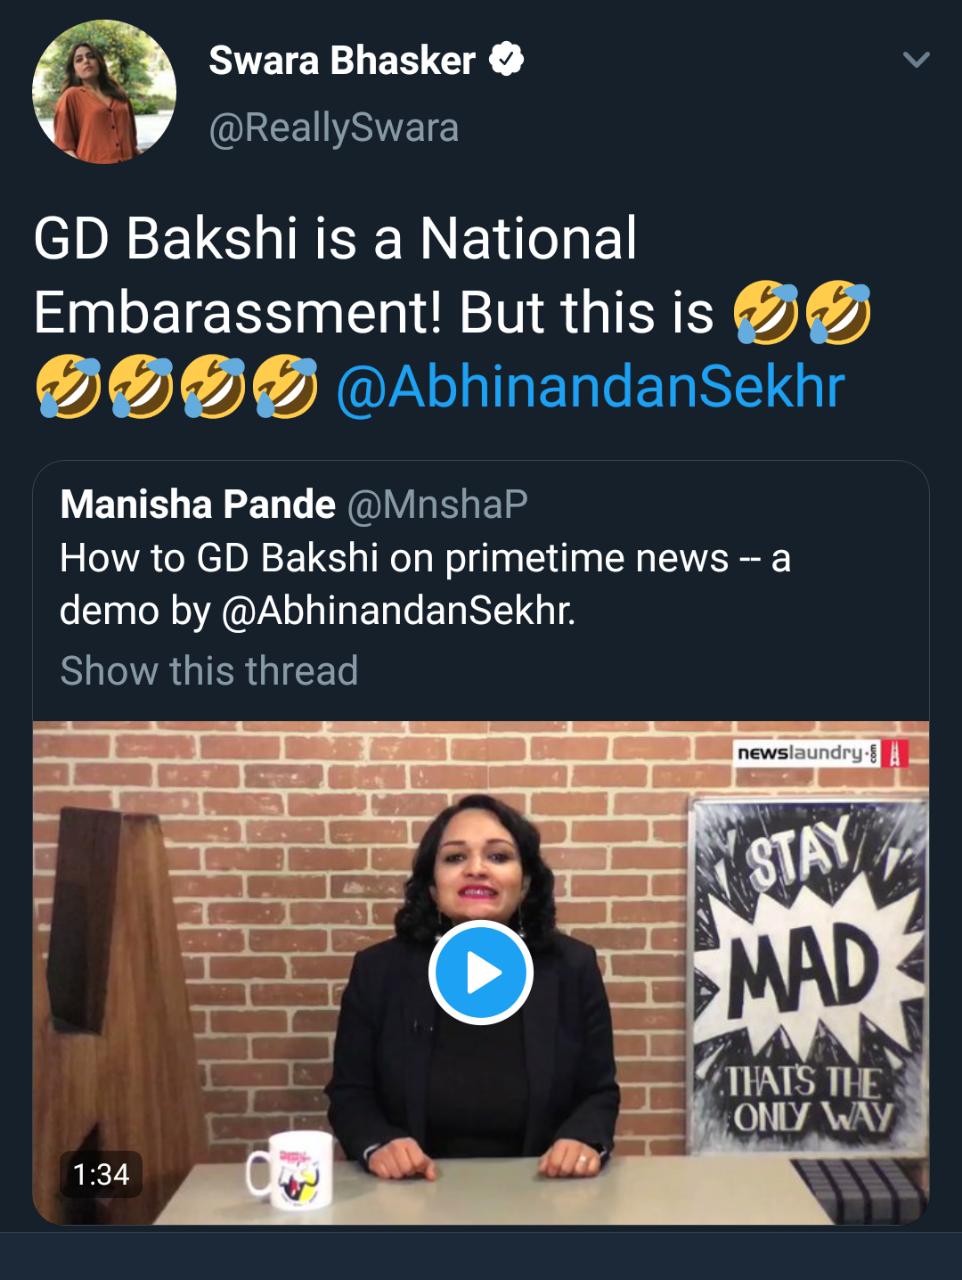 Swara Bhasker
@ReallySwara
GD Bakshi is a National
Embarassment! But this is 🤣🤣
🤣🤣🤣🤣 @AbhinandanSekhr
Manisha Pande @MnshaP
How to GD Bakshi on primetime news -- a
demo by @AbhinandanSekhr.
Show this thread
newslaundry.com
STAY
MAD
THAT'S THE
ONLY WAY
1:34